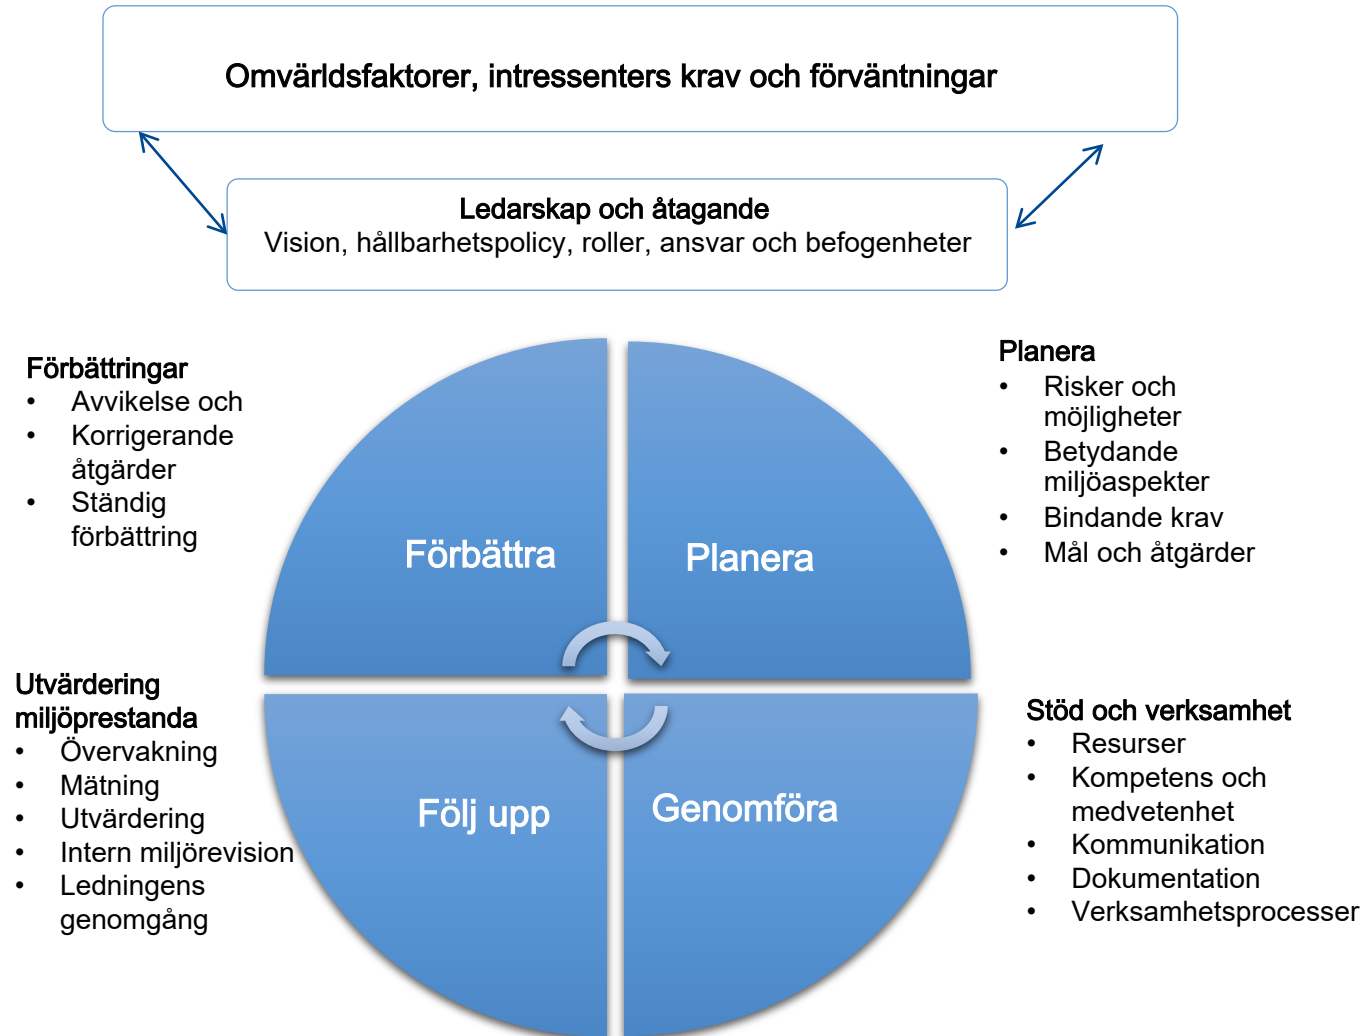 Omvärldsfaktorer, intressenters krav och förväntningar
Ledarskap och åtagande
Vision, hållbarhetspolicy, roller, ansvar och befogenheter
Förbättringar
• Avvikelse och
• Korrigerande
åtgärder
• Ständig
förbättring
Planera
• Risker och
möjligheter
• Betydande
miljöaspekter
• Bindande krav
• Mål och åtgärder
Förbättra
Planera
Utvärdering
miljöprestanda
• Övervakning
• Mätning
• Utvärdering
• Intern miljörevision
• Ledningens
genomgång
Följ upp
Genomföra
Stöd och verksamhet
• Resurser
• Kompetens och
medvetenhet
• Kommunikation
• Dokumentation
• Verksamhetsprocesser